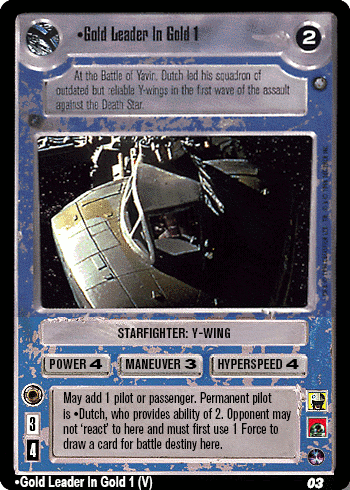 •Gold Leader In Gold 1
2
At the Battle of Yavin, Dutch led his squadron of
outdated but reliable Y-wings in the first wave of the assault
against the Death Star.
STARFIGHTER: Y-WING
POWER 4 MANEUVER 3 HYPERSPEED 4
May add 1 pilot or passenger. Permanent pilot
is •Dutch, who provides ability of 2. Opponent may
not 'react' to here and must first use 1 Force to
draw a card for battle destiny here.
3
4
•Gold Leader In Gold 1 (V)
03